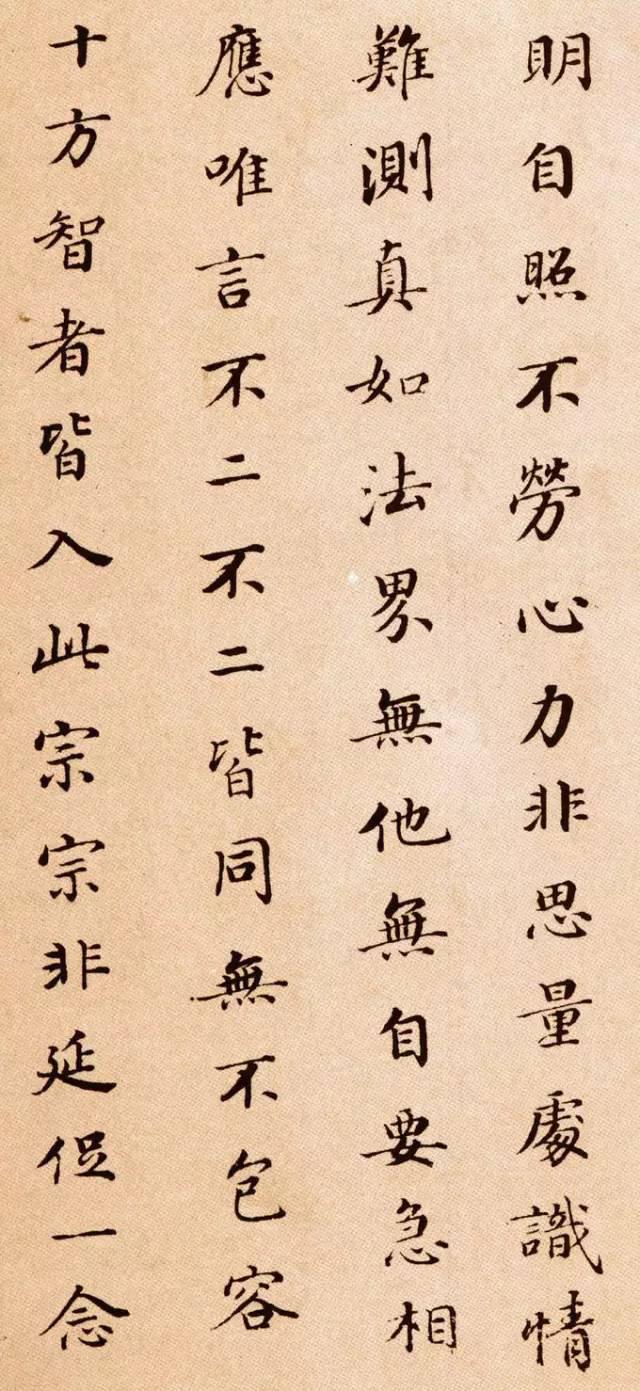 明自照不勞心力非思量處識情
難測真如法界無他無自要急相
應唯言不二不二皆同無不包容
十方智者皆入此宗宗非延促一念